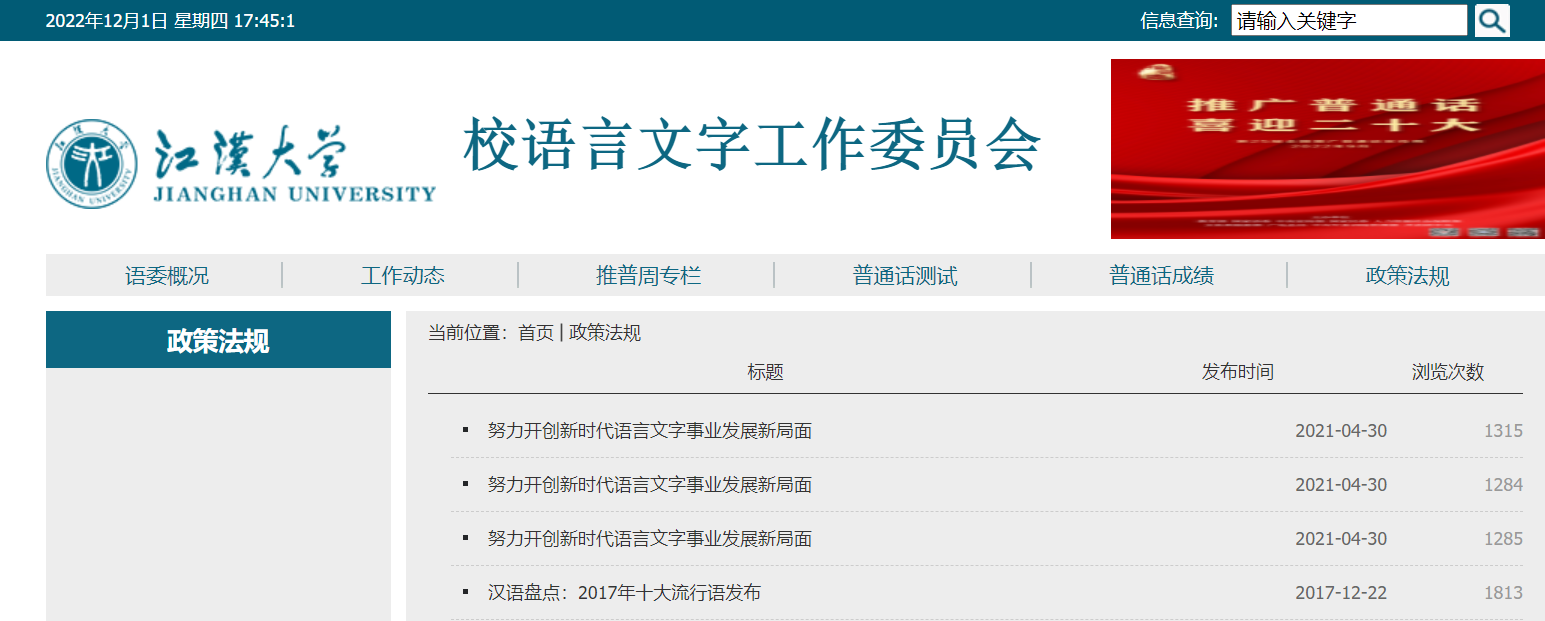 2022年12月1日 星期四 17:45:1
信息查询: 请输入关键字
江漢大学
JIANGHAN UNIVERSITY
校语言文字工作委员会
推广普通话
喜迎二十大
语委概况 工作动态 推普周专栏 普通话测试 普通话成绩 政策法规
政策法规
当前位置：首页 | 政策法规
标题 发布时间 浏览次数
努力开创新时代语言文字事业发展新局面 2021-04-30 1315
努力开创新时代语言文字事业发展新局面 2021-04-30 1284
努力开创新时代语言文字事业发展新局面 2021-04-30 1285
汉语盘点：2017年十大流行语发布 2017-12-22 1813